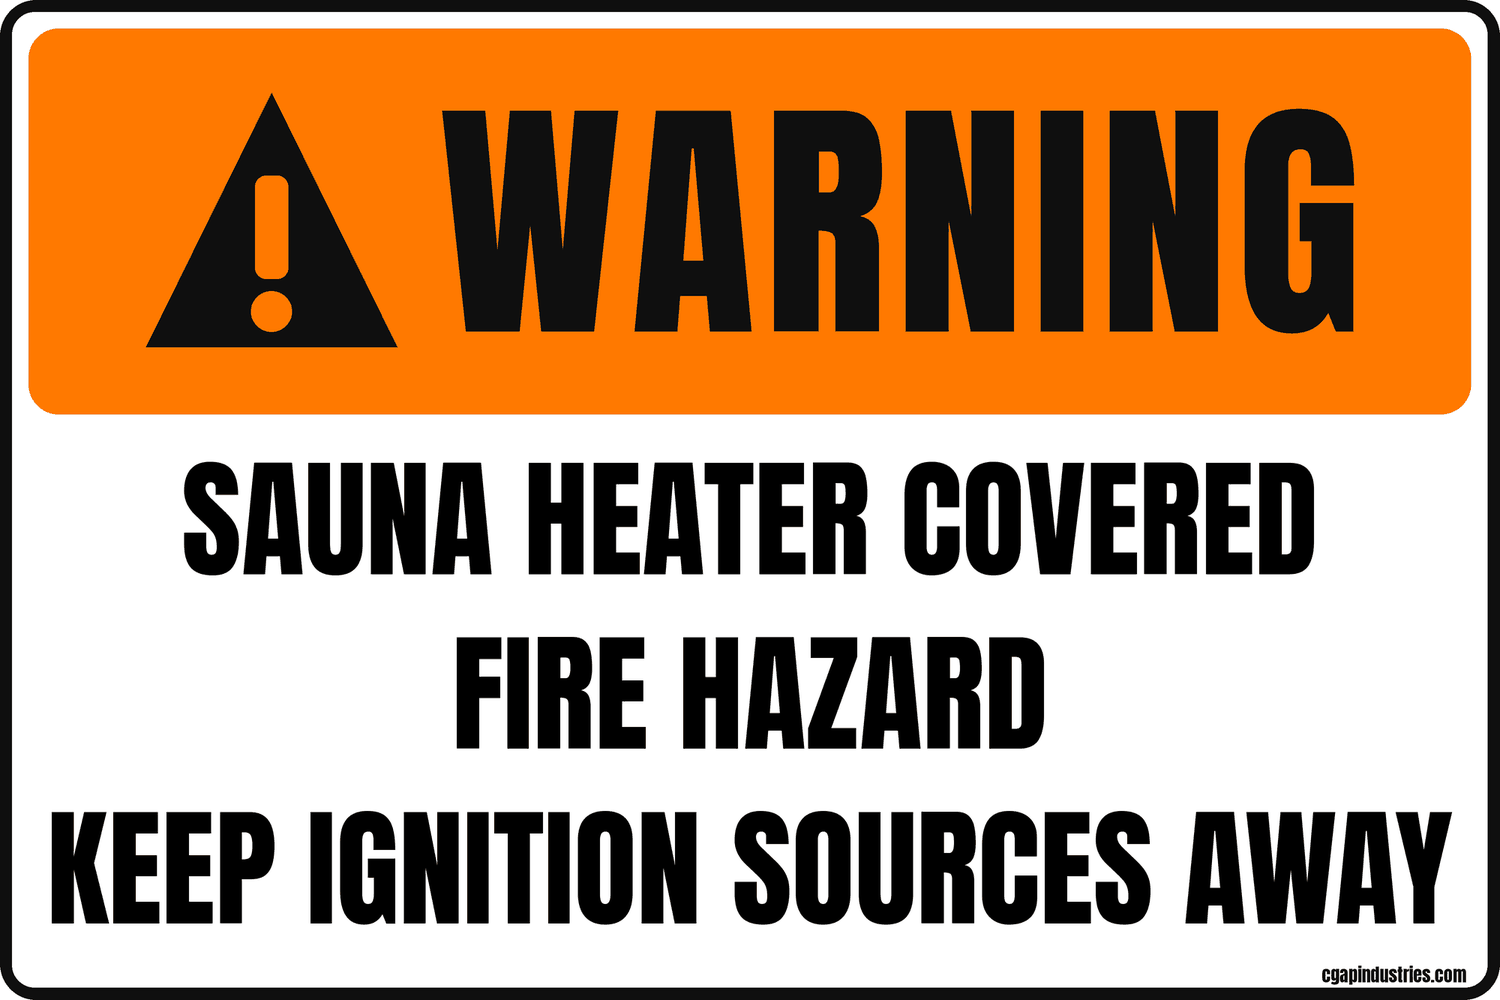 WARNING
SAUNA HEATER COVERED
FIRE HAZARD
KEEP IGNITION SOURCES AWAY
cgapindustries.com